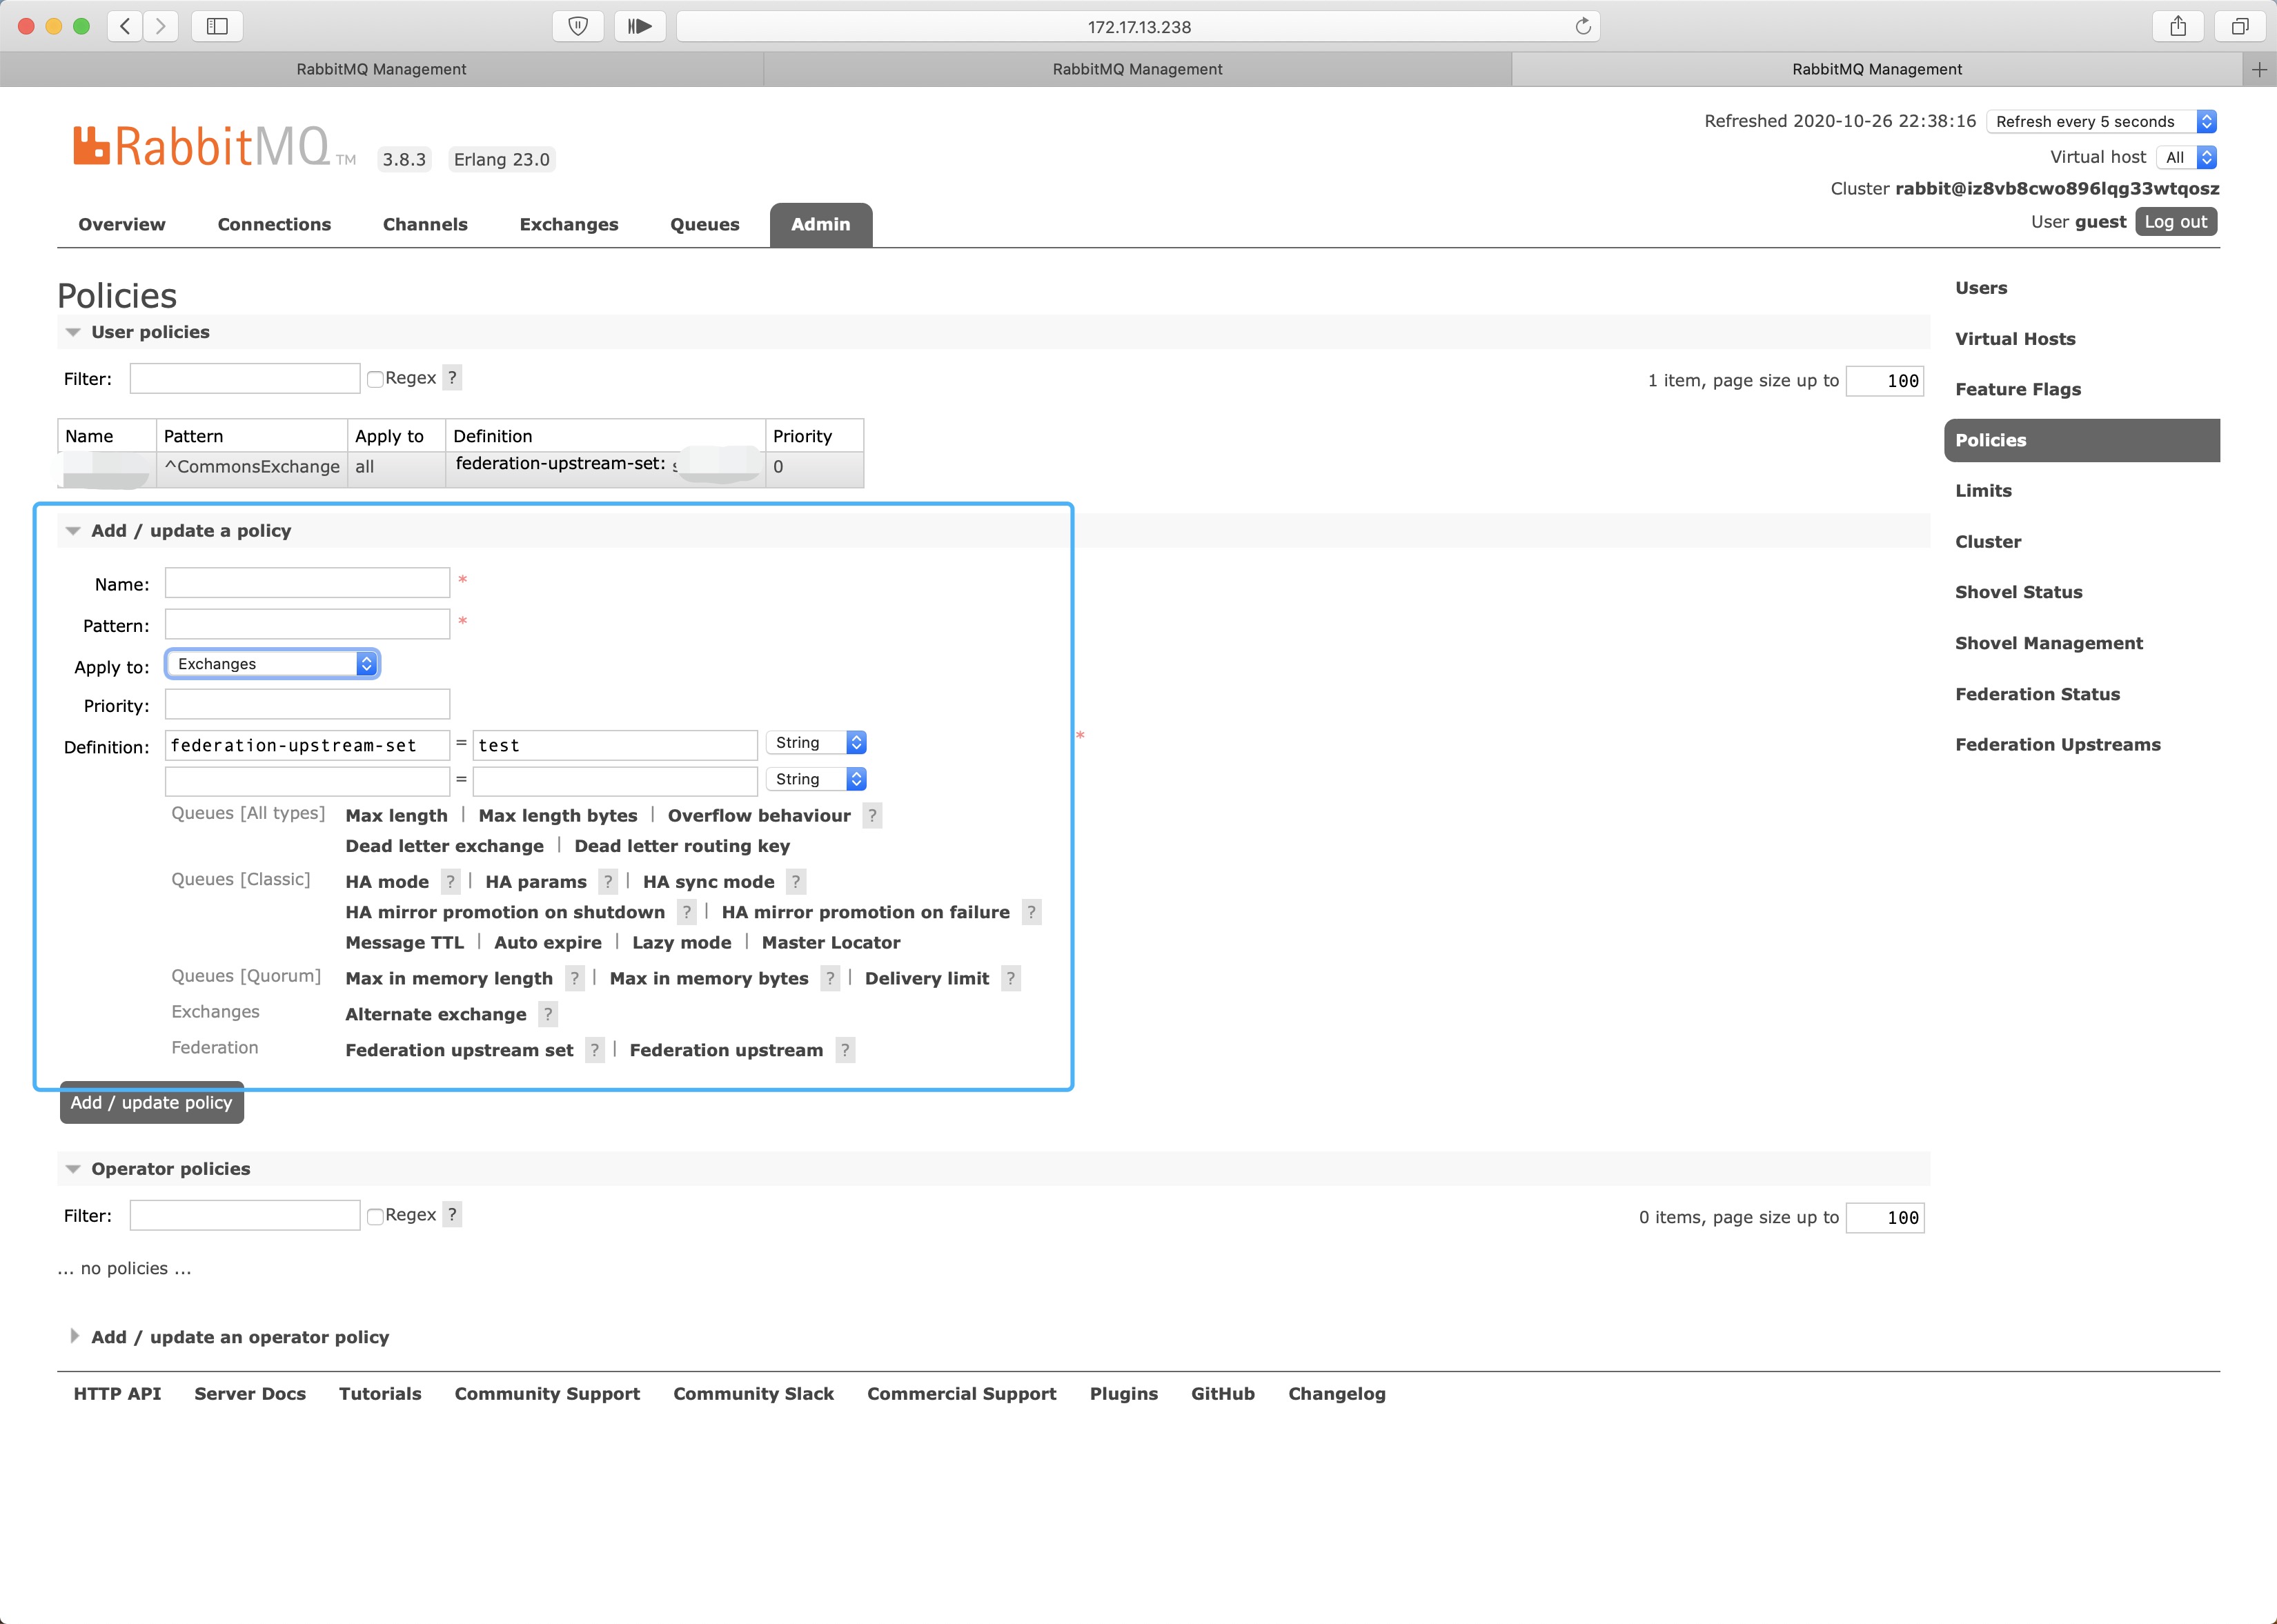 172.17.13.238
RabbitMQ Management RabbitMQ Management RabbitMQ Management
Refreshed 2020-10-26 22:38:16 Refresh every 5 seconds
RabbitMQ TM 3.8.3 Erlang 23.0
Virtual host All
Cluster rabbit@iz8vb8cwo896lqg33wtqosz
User guest Log out
Overview Connections Channels Exchanges Queues Admin
Policies
User policies
Filter: Regex ? 1 item, page size up to 100
Name Pattern Apply to Definition Priority
^CommonsExchange all federation-upstream-set: 0
Add / update a policy
Name: *
Pattern: *
Apply to: Exchanges
Priority:
Definition: federation-upstream-set = test String *
= String
Queues [All types] Max length | Max length bytes | Overflow behaviour ?
Dead letter exchange | Dead letter routing key
Queues [Classic] HA mode ? | HA params ? | HA sync mode ?
HA mirror promotion on shutdown ? | HA mirror promotion on failure ?
Message TTL | Auto expire | Lazy mode | Master Locator
Queues [Quorum] Max in memory length ? | Max in memory bytes ? | Delivery limit ?
Exchanges Alternate exchange ?
Federation Federation upstream set ? | Federation upstream ?
Add / update policy
Operator policies
Filter: Regex ? 0 items, page size up to 100
... no policies ...
Add / update an operator policy
Users
Virtual Hosts
Feature Flags
Policies
Limits
Cluster
Shovel Status
Shovel Management
Federation Status
Federation Upstreams
HTTP API Server Docs Tutorials Community Support Community Slack Commercial Support Plugins GitHub Changelog